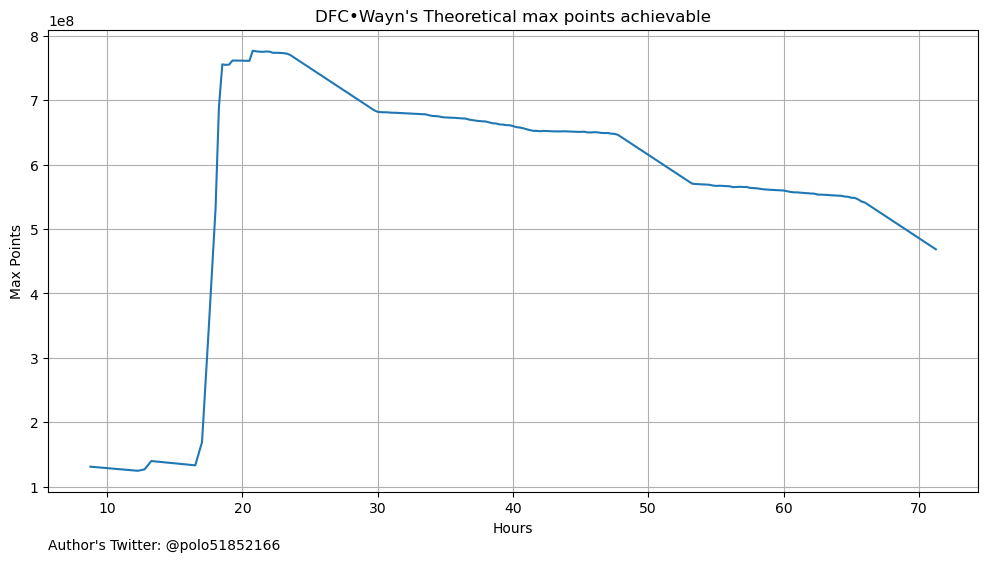 DFC•Wayn's Theoretical max points achievable
1e8
8
7
6
5
4
3
2
1
Max Points
10 20 30 40 50 60 70
Hours
Author's Twitter: @polo51852166